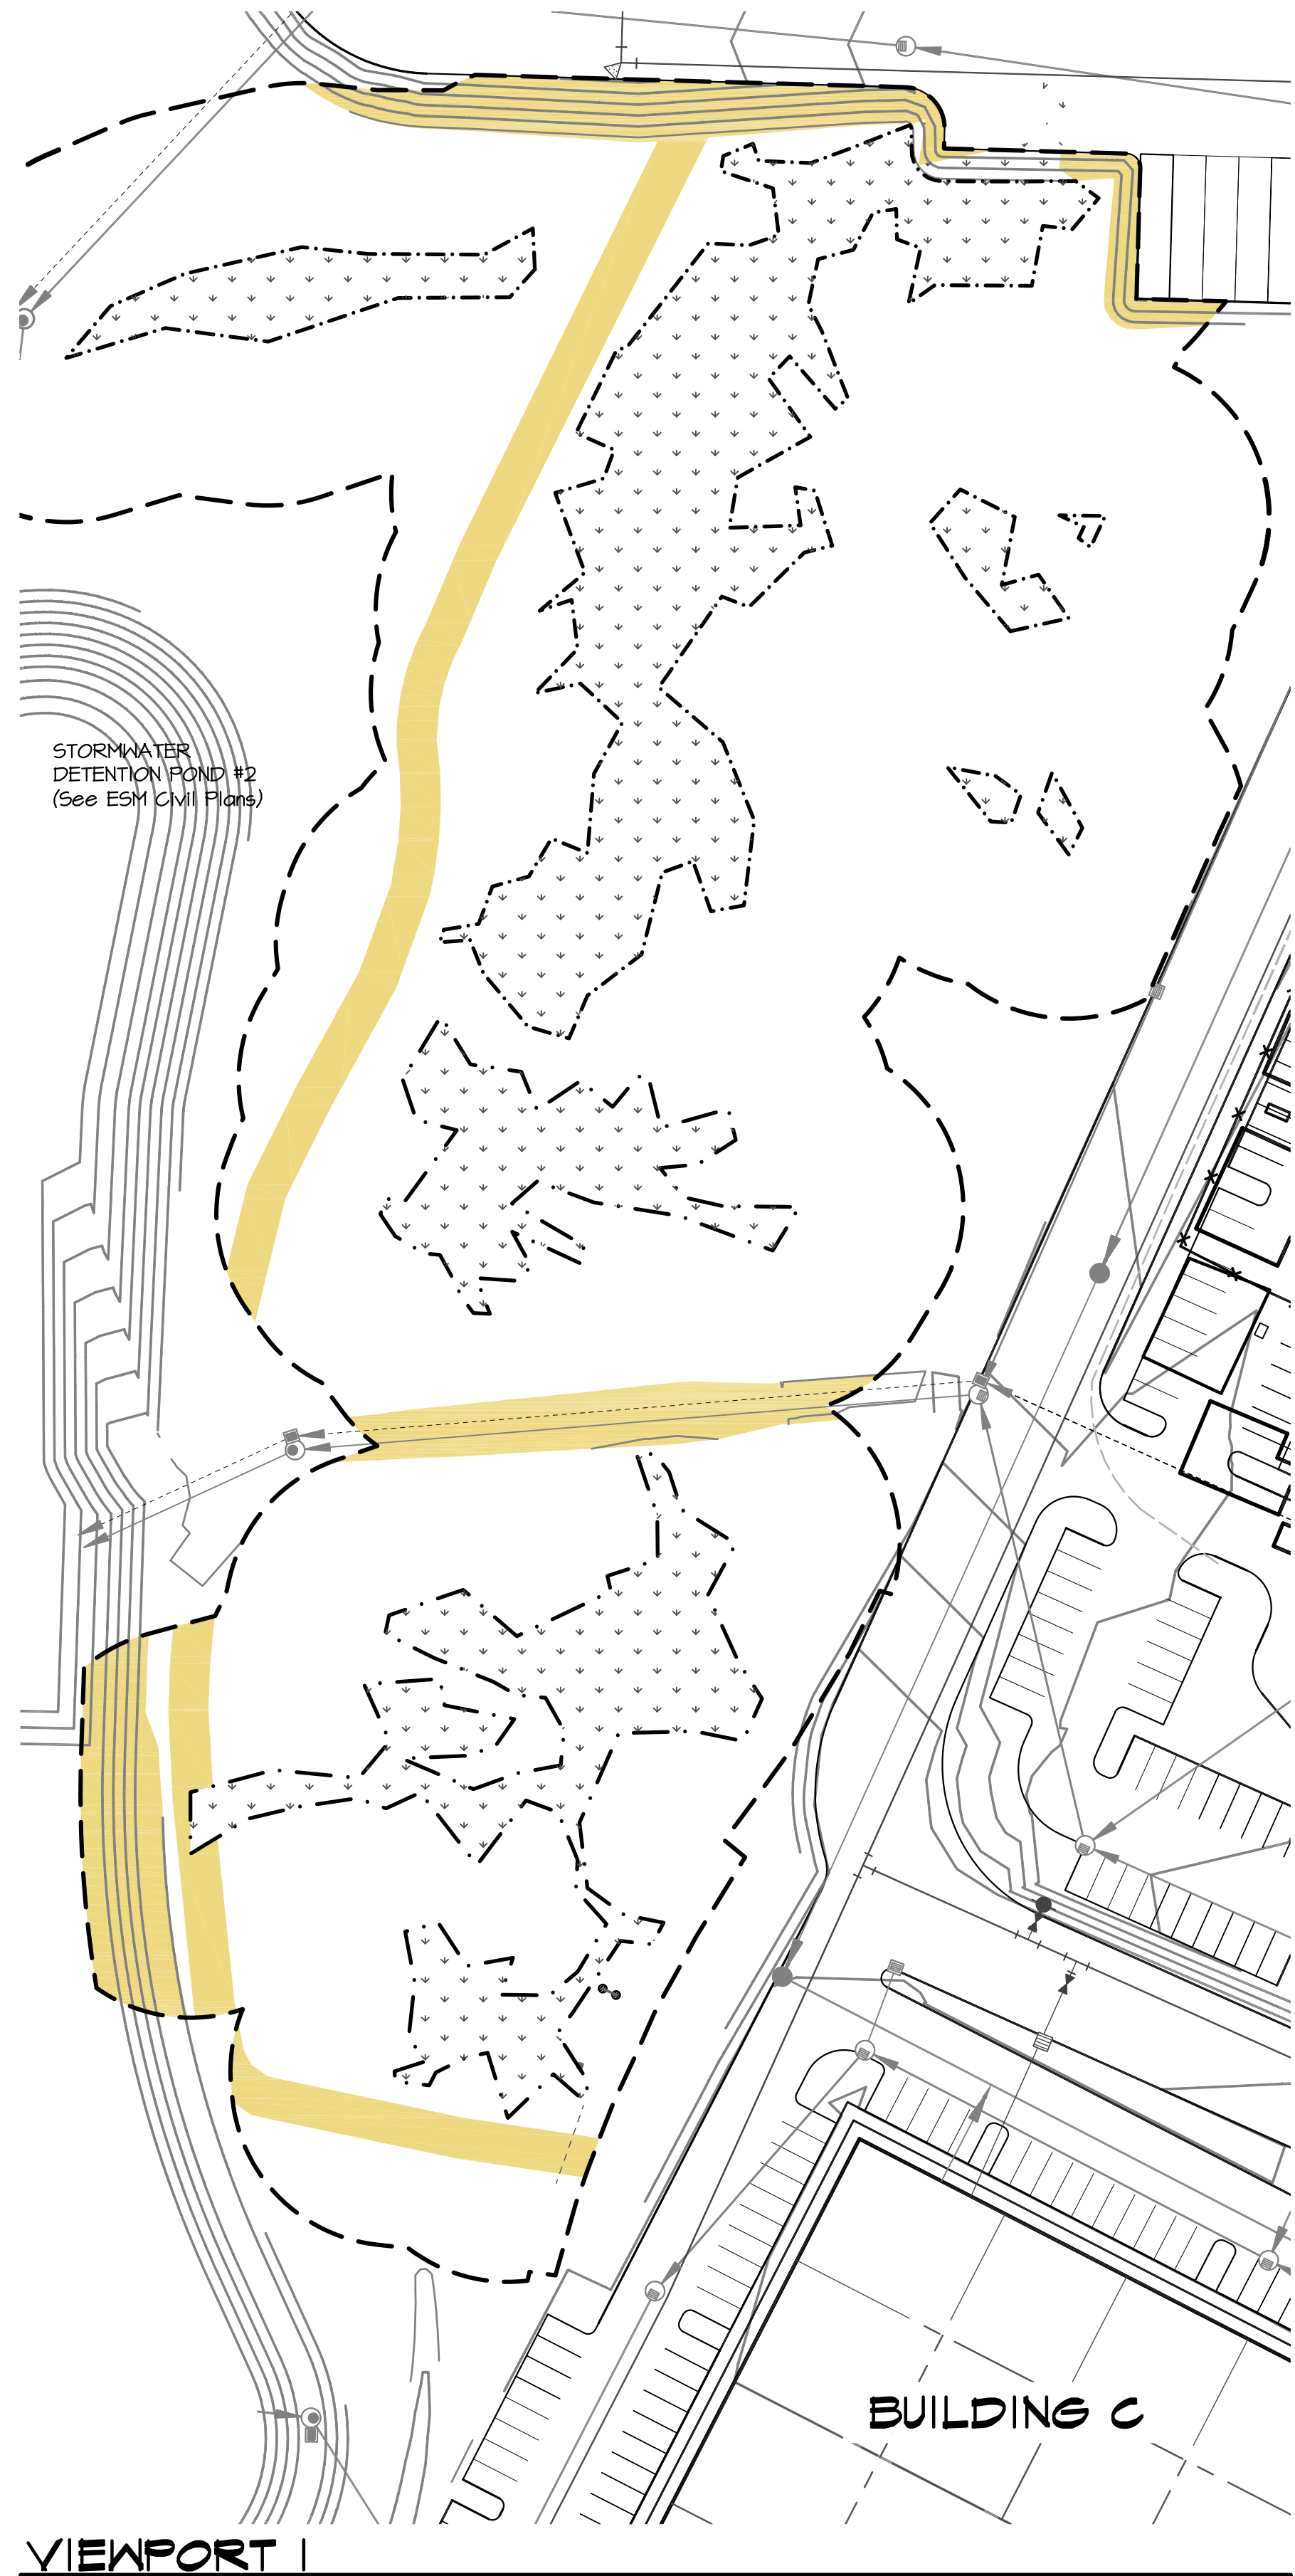 STORMWATER
DETENTION POND #2
(See ESM Civil Plans)
BUILDING C
VIEWPORT 1